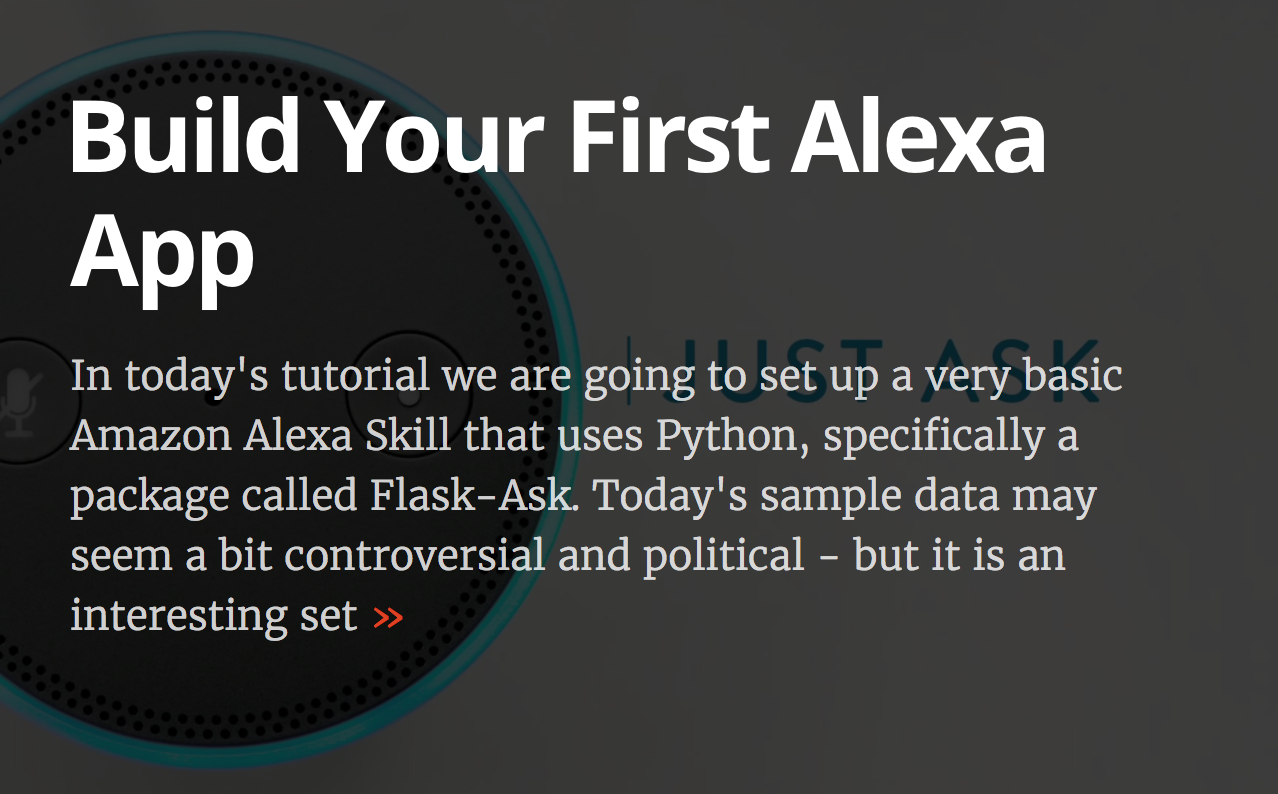 Build Your First Alexa
App
JUST ASK
In today's tutorial we are going to set up a very basic
Amazon Alexa Skill that uses Python, specifically a
package called Flask-Ask. Today's sample data may
seem a bit controversial and political - but it is an
interesting set »